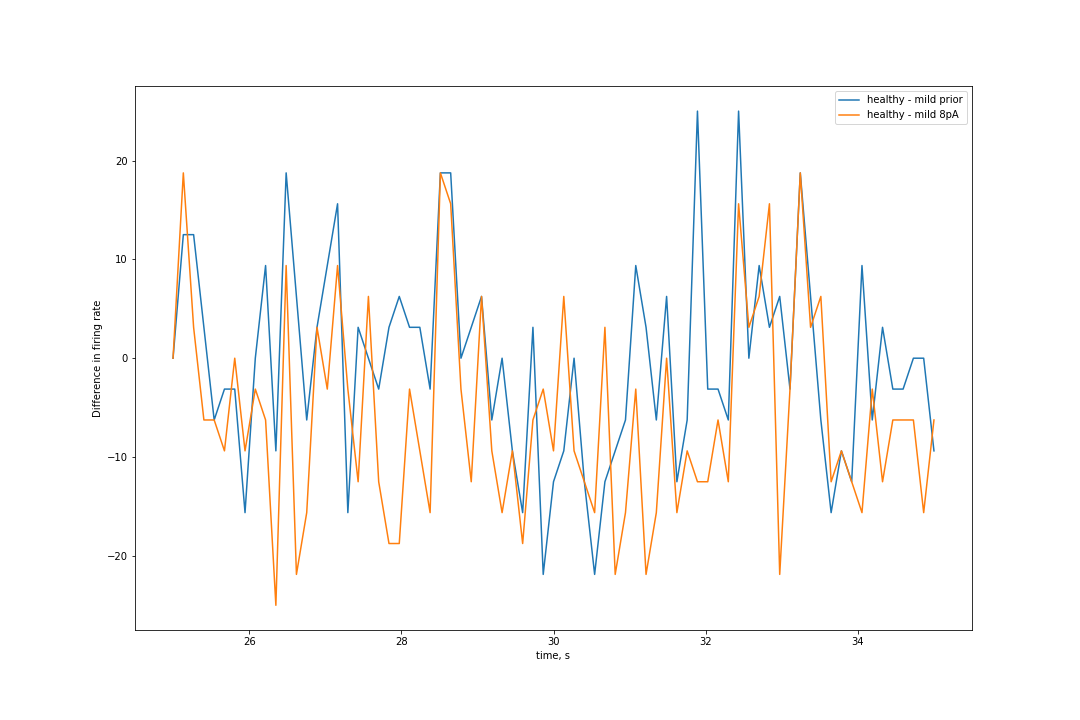 healthy - mild prior
healthy - mild 8pA
Difference in firing rate
20
10
0
−10
−20
26
28
30
32
34
time, s